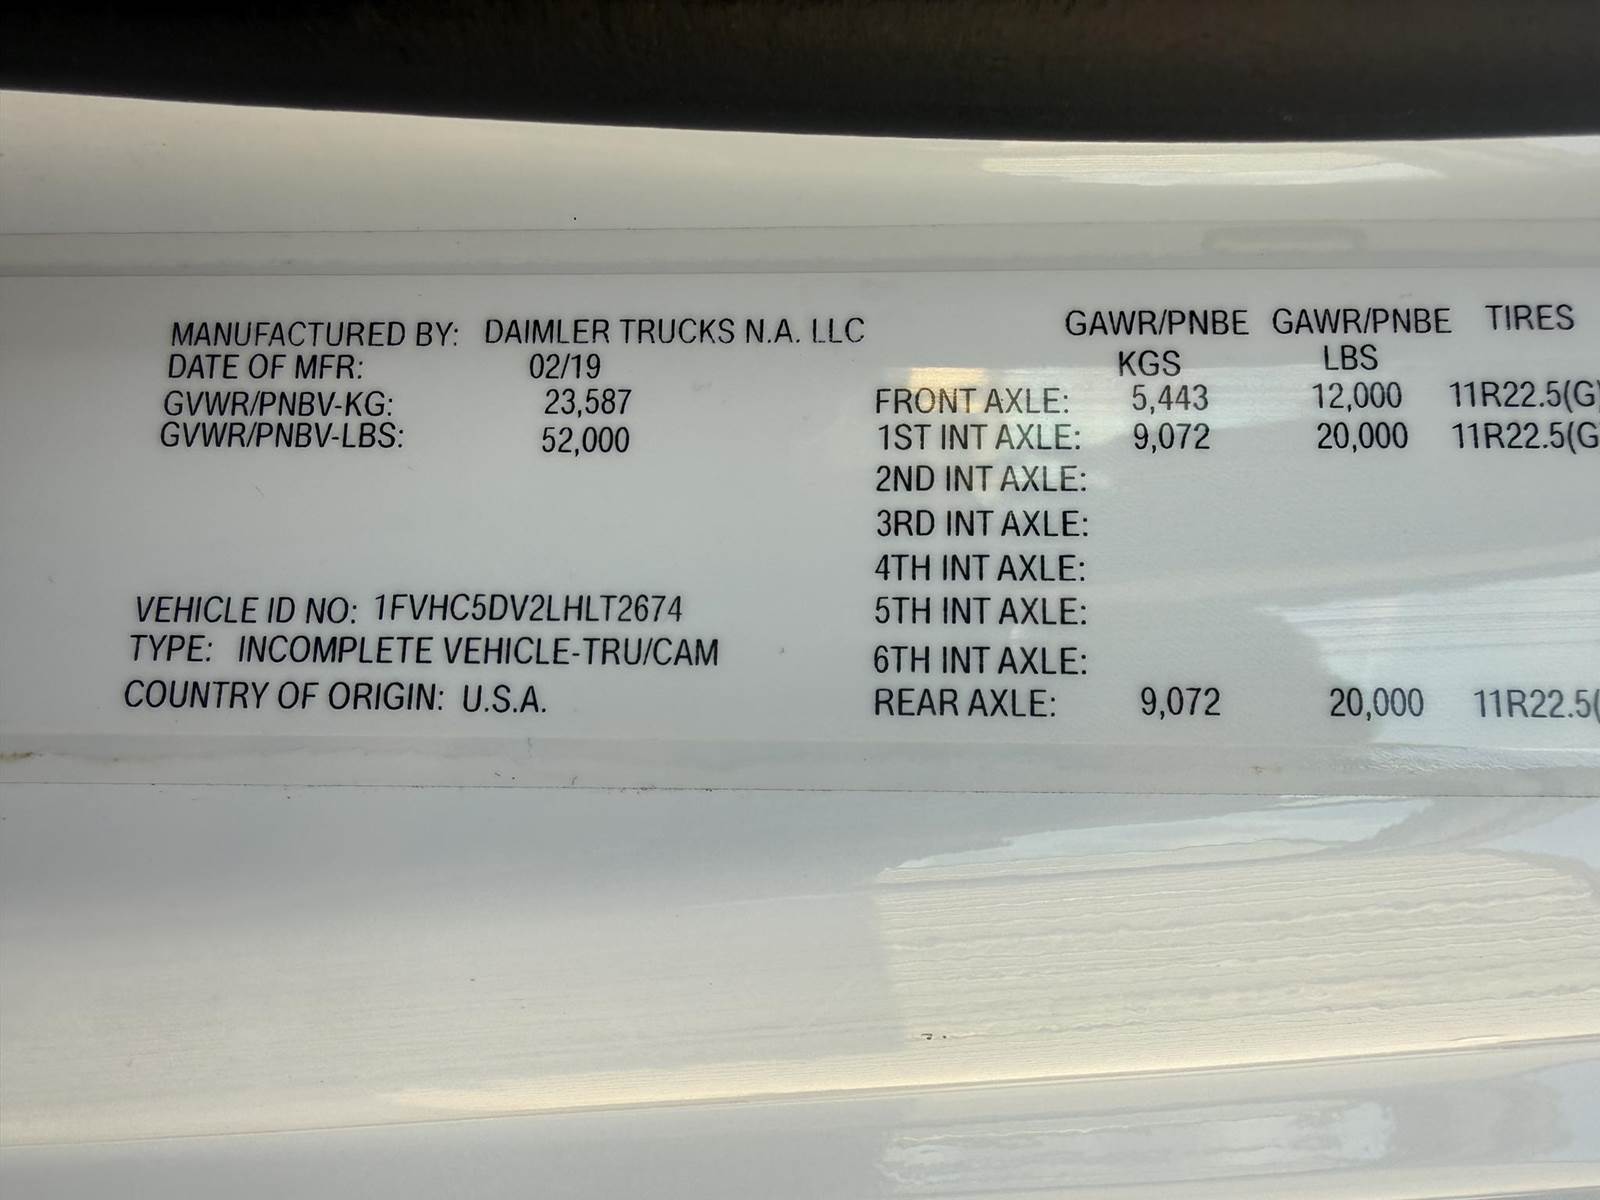 MANUFACTURED BY: DAIMLER TRUCKS N.A. LLC
DATE OF MFR: 02/19
GVWR/PNBV-KG: 23,587
GVWR/PNBV-LBS: 52,000
VEHICLE ID NO: 1FVHC5DV2LHLT2674
TYPE: INCOMPLETE VEHICLE-TRU/CAM
COUNTRY OF ORIGIN: U.S.A.
GAWR/PNBE GAWR/PNBE TIRES
KGS LBS
FRONT AXLE: 5,443 12,000 11R22.5(G)
1ST INT AXLE: 9,072 20,000 11R22.5(G
2ND INT AXLE:
3RD INT AXLE:
4TH INT AXLE:
5TH INT AXLE:
6TH INT AXLE:
REAR AXLE: 9,072 20,000 11R22.5(